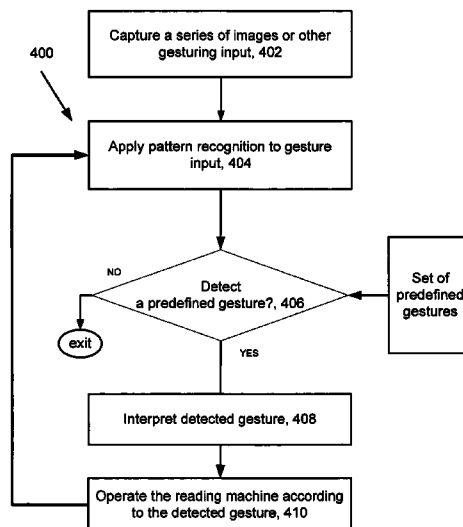 Capture a series of images or other
gesturing input, 402
400
Apply pattern recognition to gesture
input, 404
NO
Detect
a predefined gesture?, 406
Set of
predefined
gestures
exit
YES
Interpret detected gesture, 408
Operate the reading machine according
to the detected gesture, 410